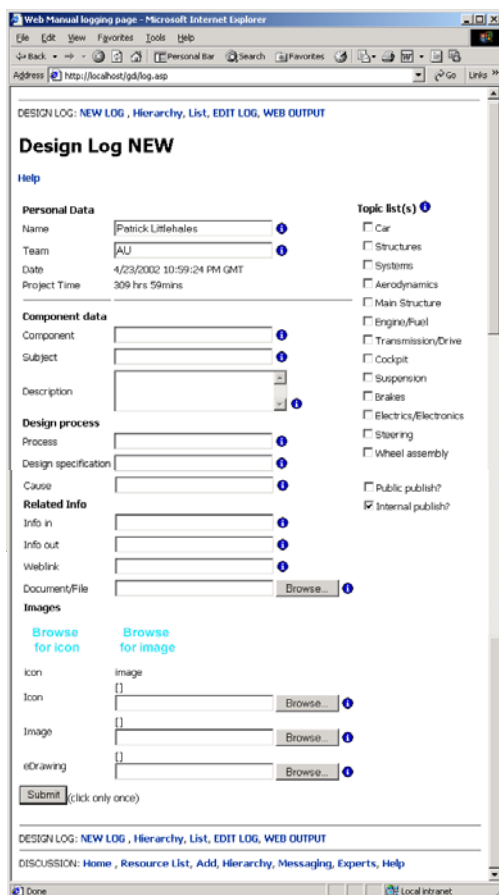 Web Manual logging page - Microsoft Internet Explorer
File Edit View Favorites Tools Help
Back Personal Bar Search Favorites
Address http://localhost/gdi/log.asp Go Links »
DESIGN LOG: NEW LOG , Hierarchy, List, EDIT LOG, WEB OUTPUT
Design Log NEW
Help
Personal Data
Name Patrick Littlehales
Team AU
Date 4/23/2002 10:59:24 PM GMT
Project Time 309 hrs 59mins
Component data
Component
Subject
Description
Design process
Process
Design specification
Cause
Related Info
Info in
Info out
Weblink
Document/File Browse...
Images
Browse for icon
Browse for image
icon image
[]
Icon Browse...
[]
Image Browse...
[]
eDrawing Browse...
Submit (click only once)
Topic list(s)
Car
Structures
Systems
Aerodynamics
Main Structure
Engine/Fuel
Transmission/Drive
Cockpit
Suspension
Brakes
Electrics/Electronics
Steering
Wheel assembly
Public publish?
Internal publish?
DESIGN LOG: NEW LOG , Hierarchy, List, EDIT LOG, WEB OUTPUT
DISCUSSION: Home , Resource List, Add, Hierarchy, Messaging, Experts, Help
Done Local intranet